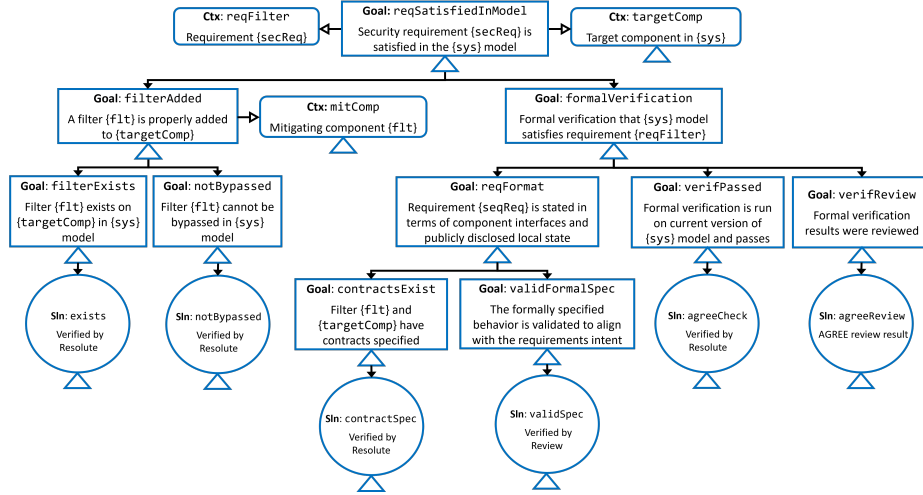 Ctx: reqFilter
Requirement {secReq}
Goal: reqSatisfiedInModel
Security requirement {secReq} is
satisfied in the {sys} model
Ctx: targetComp
Target component in {sys}
Goal: filterAdded
A filter {flt} is properly added
to {targetComp}
Ctx: mitComp
Mitigating component {flt}
Goal: formalVerification
Formal verification that {sys} model
satisfies requirement {reqFilter}
Goal: filterExists
Filter {flt} exists on
{targetComp} in {sys}
model
Goal: notBypassed
Filter {flt} cannot be
bypassed in {sys}
model
Goal: reqFormat
Requirement {seqReq} is stated in
terms of component interfaces and
publicly disclosed local state
Goal: verifPassed
Formal verification is run
on current version of
{sys} model and passes
Goal: verifReview
Formal verification
results were reviewed
Goal: contractsExist
Filter {flt} and
{targetComp} have
contracts specified
Goal: validFormalSpec
The formally specified
behavior is validated to align
with the requirements intent
Sln: exists
Verified by
Resolute
Sln: notBypassed
Verified by
Resolute
Sln: agreeCheck
Verified by
Resolute
Sln: agreeReview
AGREE review result
Sln: contractSpec
Verified by
Resolute
Sln: validSpec
Verified by
Review